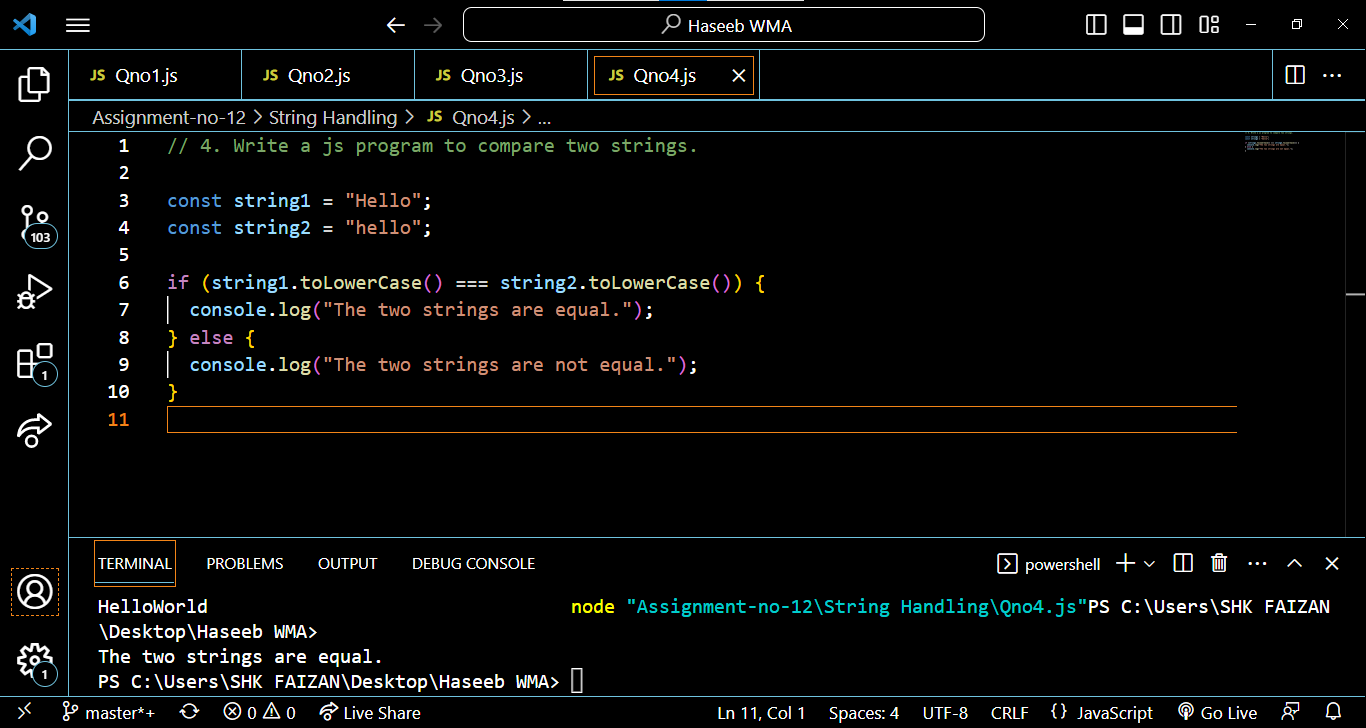 Haseeb WMA
JS Qno1.js JS Qno2.js JS Qno3.js JS Qno4.js
Assignment-no-12 > String Handling > JS Qno4.js > ...
1 // 4. Write a js program to compare two strings.
2
3 const string1 = "Hello";
4 const string2 = "hello";
5
6 if (string1.toLowerCase() === string2.toLowerCase()) {
7 console.log("The two strings are equal.");
8 } else {
9 console.log("The two strings are not equal.");
10 }
11
103
1
TERMINAL PROBLEMS OUTPUT DEBUG CONSOLE powershell
HelloWorld node "Assignment-no-12\String Handling\Qno4.js"PS C:\Users\SHK FAIZAN
\Desktop\Haseeb WMA>
The two strings are equal.
PS C:\Users\SHK FAIZAN\Desktop\Haseeb WMA>
1
master*+ 0 0 Live Share Ln 11, Col 1 Spaces: 4 UTF-8 CRLF {} JavaScript Go Live